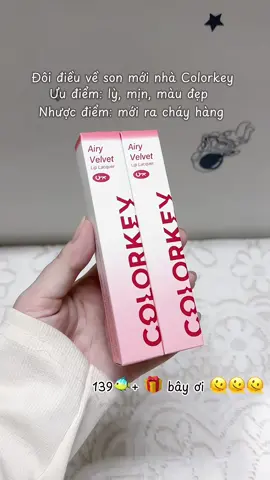 Đôi điều về son mới nhà Colorkey
Ưu điểm: lỳ, mịn, màu đẹp
Nhược điểm: mới ra cháy hàng
Airy
Velvet
Lip Lacquer
COLORKEY
Airy
Velvet
Lip Lacquer
COLORKEY
139🐠+ 🎁 bây ơi 🫠🫠🫠